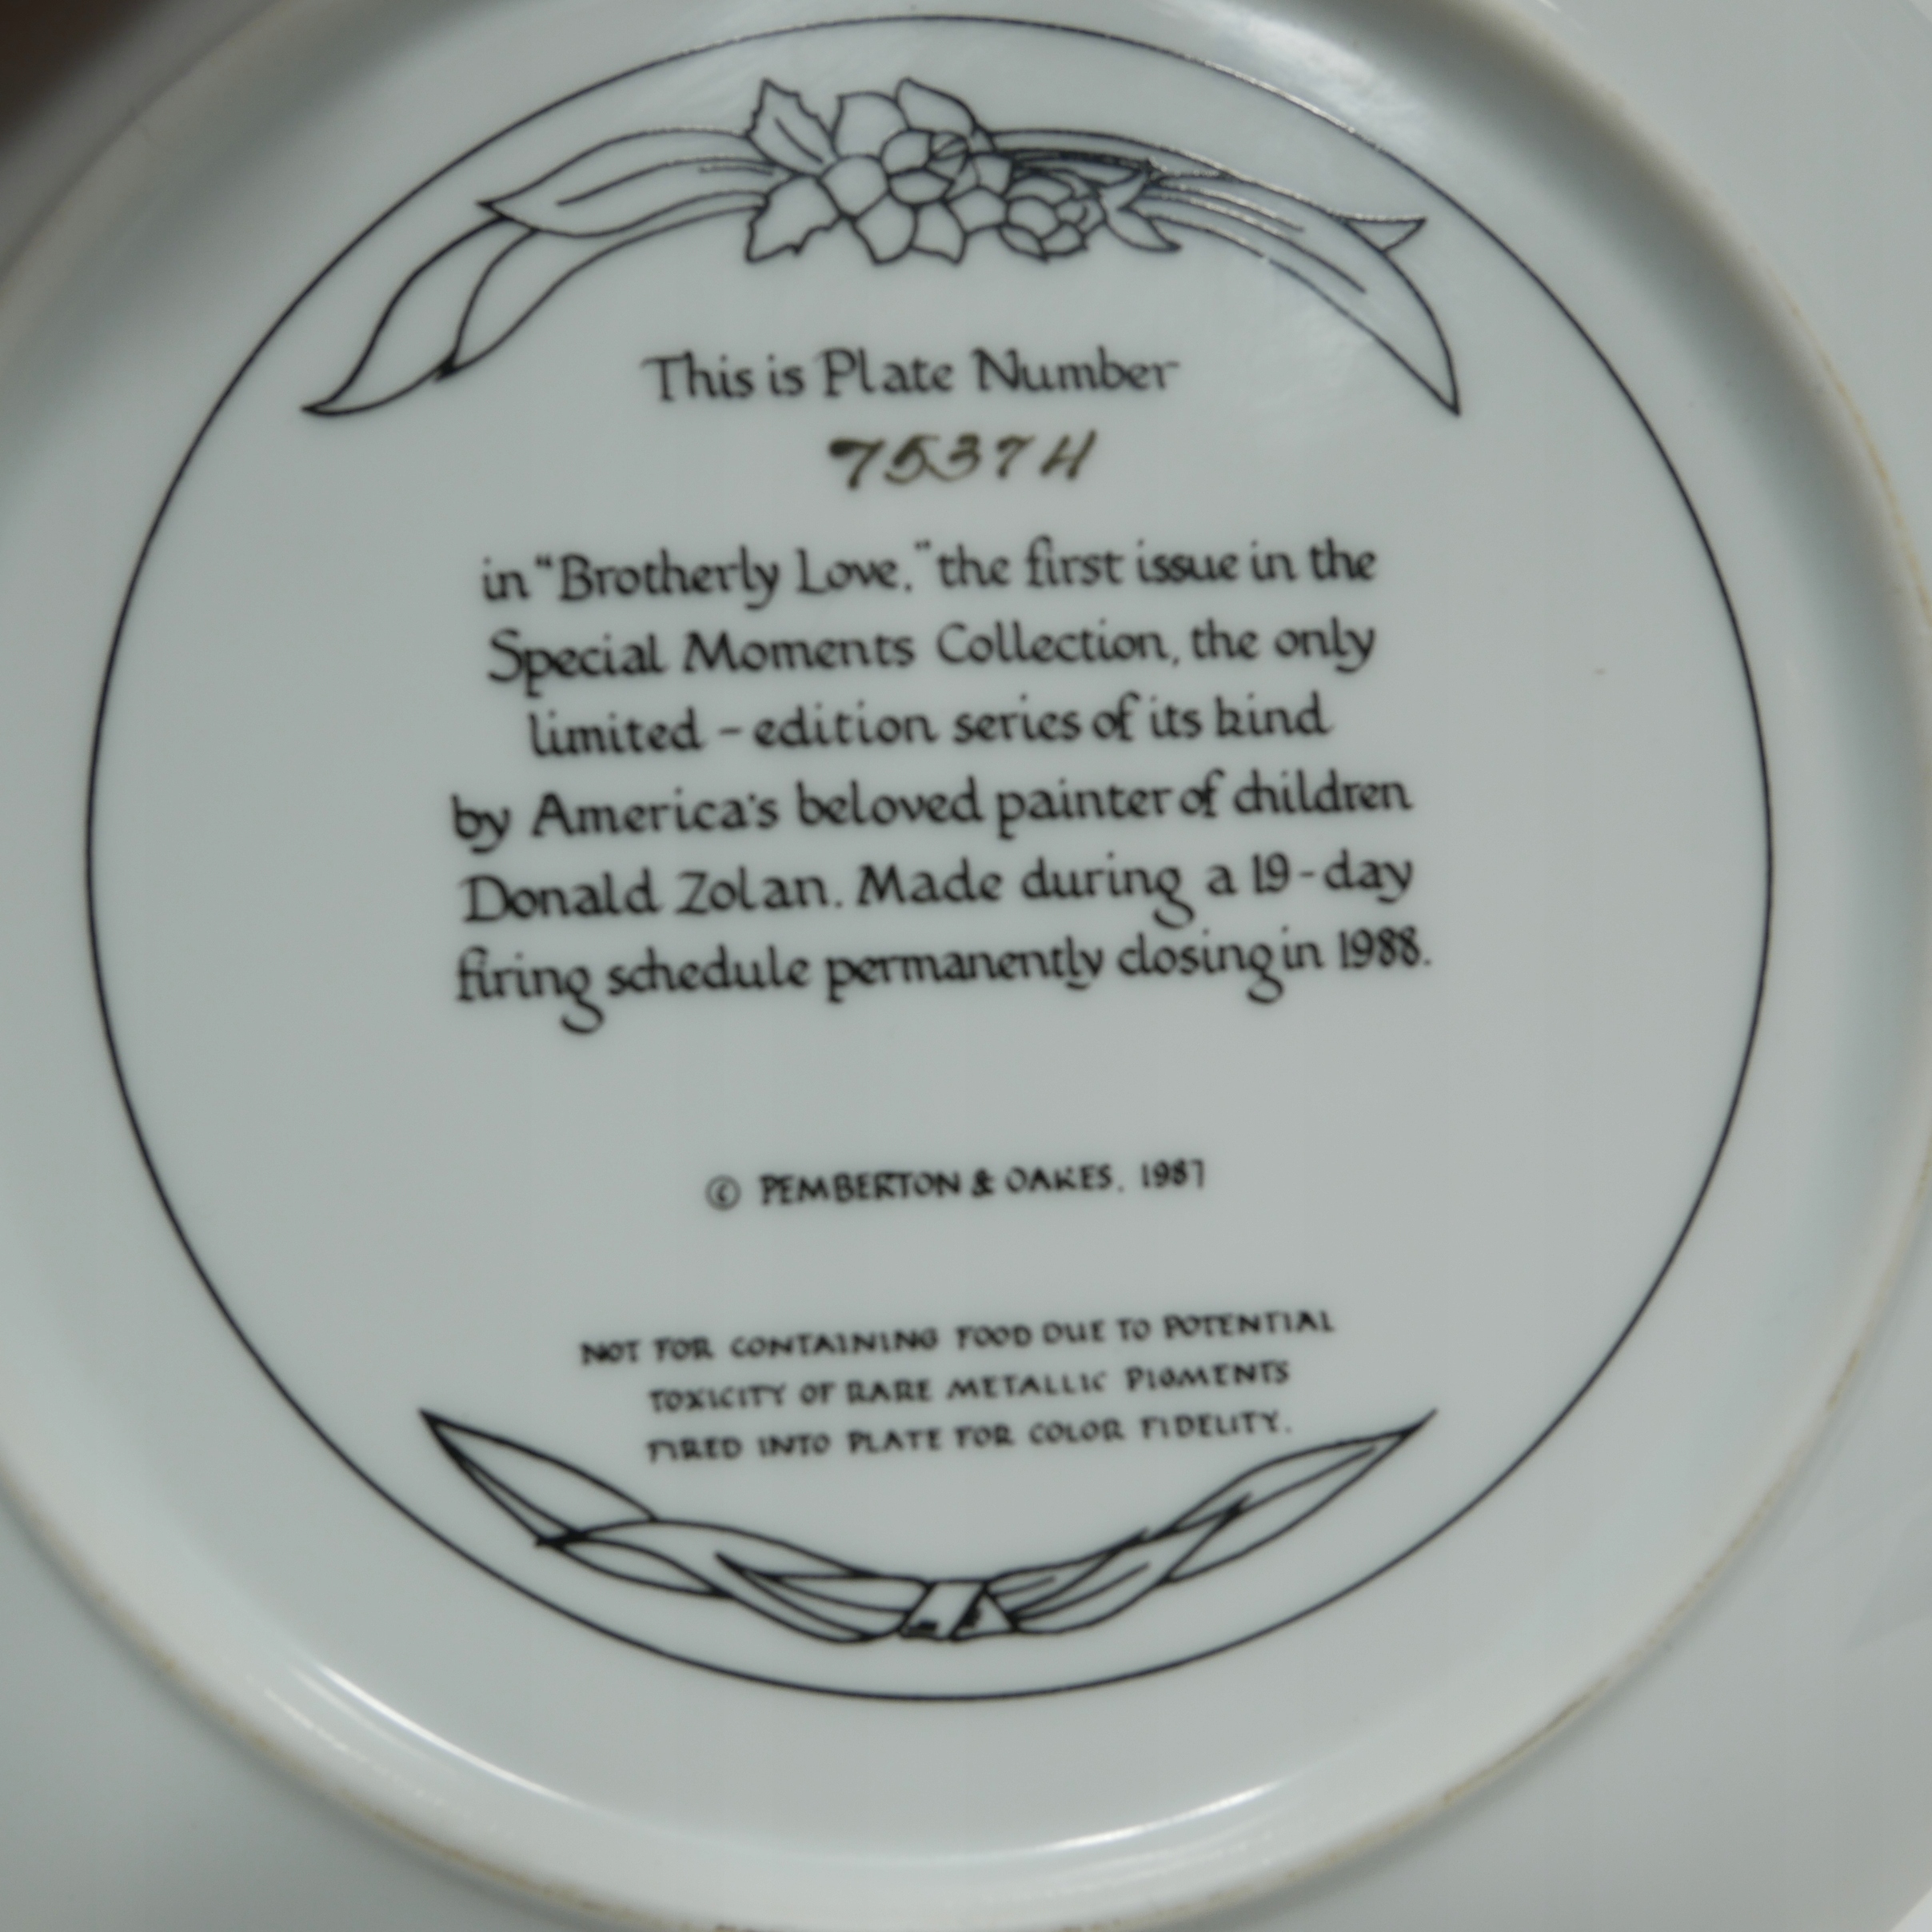 This is Plate Number
7537H
in "Brotherly Love," the first issue in the
Special Moments Collection, the only
limited - edition series of its kind
by America's beloved painter of children
Donald Zolan. Made during a 19-day
firing schedule permanently closing in 1988.
© PEMBERTON & OAKES, 1987
NOT FOR CONTAINING FOOD DUE TO POTENTIAL
TOXICITY OF RARE METALLIC PIGMENTS
FIRED INTO PLATE FOR COLOR FIDELITY.